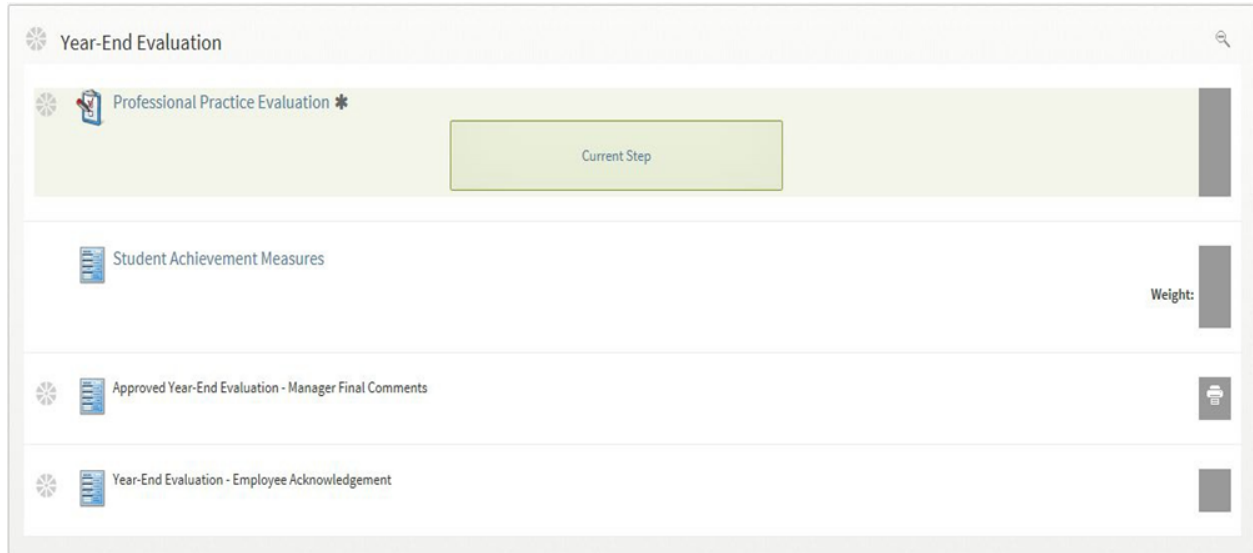 Year-End Evaluation
Professional Practice Evaluation ✱
Current Step
Student Achievement Measures
Weight:
Approved Year-End Evaluation - Manager Final Comments
Year-End Evaluation - Employee Acknowledgement